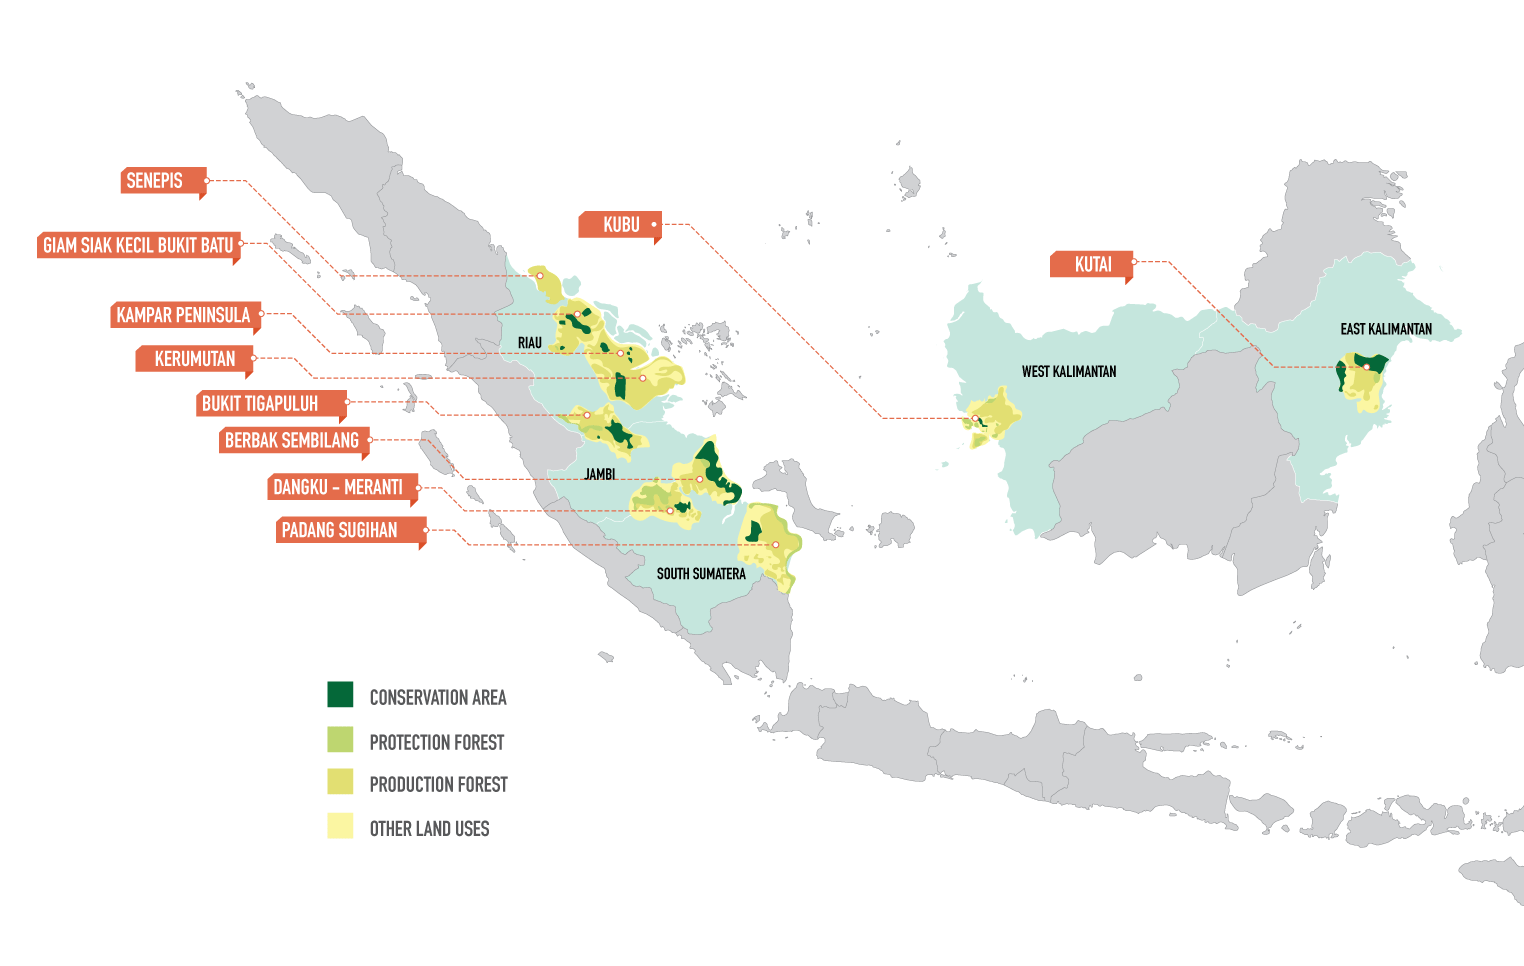 SENEPIS
GIAM SIAK KECIL BUKIT BATU
KAMPAR PENINSULA
KERUMUTAN
BUKIT TIGAPULUH
BERBAK SEMBILANG
DANGKU - MERANTI
PADANG SUGIHAN
KUBU
KUTAI
RIAU
JAMBI
SOUTH SUMATERA
WEST KALIMANTAN
EAST KALIMANTAN
CONSERVATION AREA
PROTECTION FOREST
PRODUCTION FOREST
OTHER LAND USES